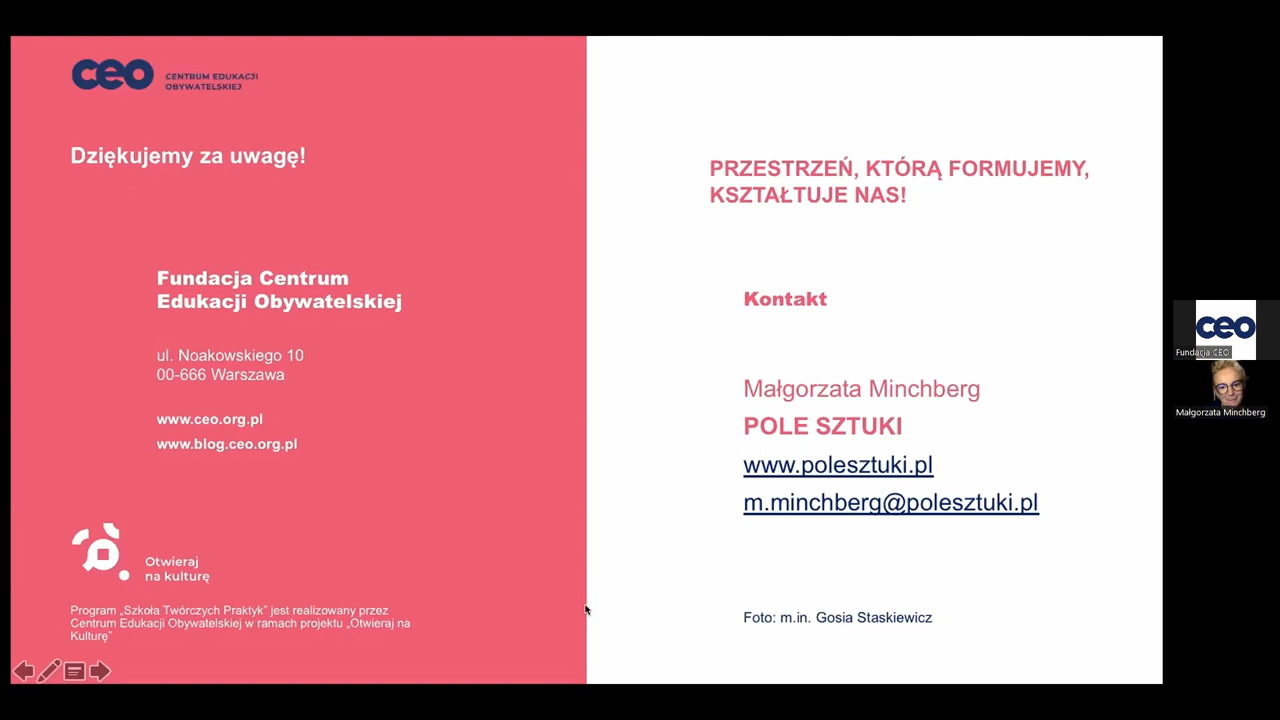 ceo
CENTRUM EDUKACJI
OBYWATELSKIEJ
Dziękujemy za uwagę!
Fundacja Centrum
Edukacji Obywatelskiej
ul. Noakowskiego 10
00-666 Warszawa
www.ceo.org.pl
www.blog.ceo.org.pl
Otwieraj
na kulturę
Program „Szkoła Twórczych Praktyk” jest realizowany przez
Centrum Edukacji Obywatelskiej w ramach projektu „Otwieraj na
Kulturę”
PRZESTRZEŃ, KTÓRĄ FORMUJEMY,
KSZTAŁTUJE NAS!
Kontakt
Małgorzata Minchberg
POLE SZTUKI
www.polesztuki.pl
m.minchberg@polesztuki.pl
Foto: m.in. Gosia Staskiewicz
ceo
Fundacja CEO
Małgorzata Minchberg